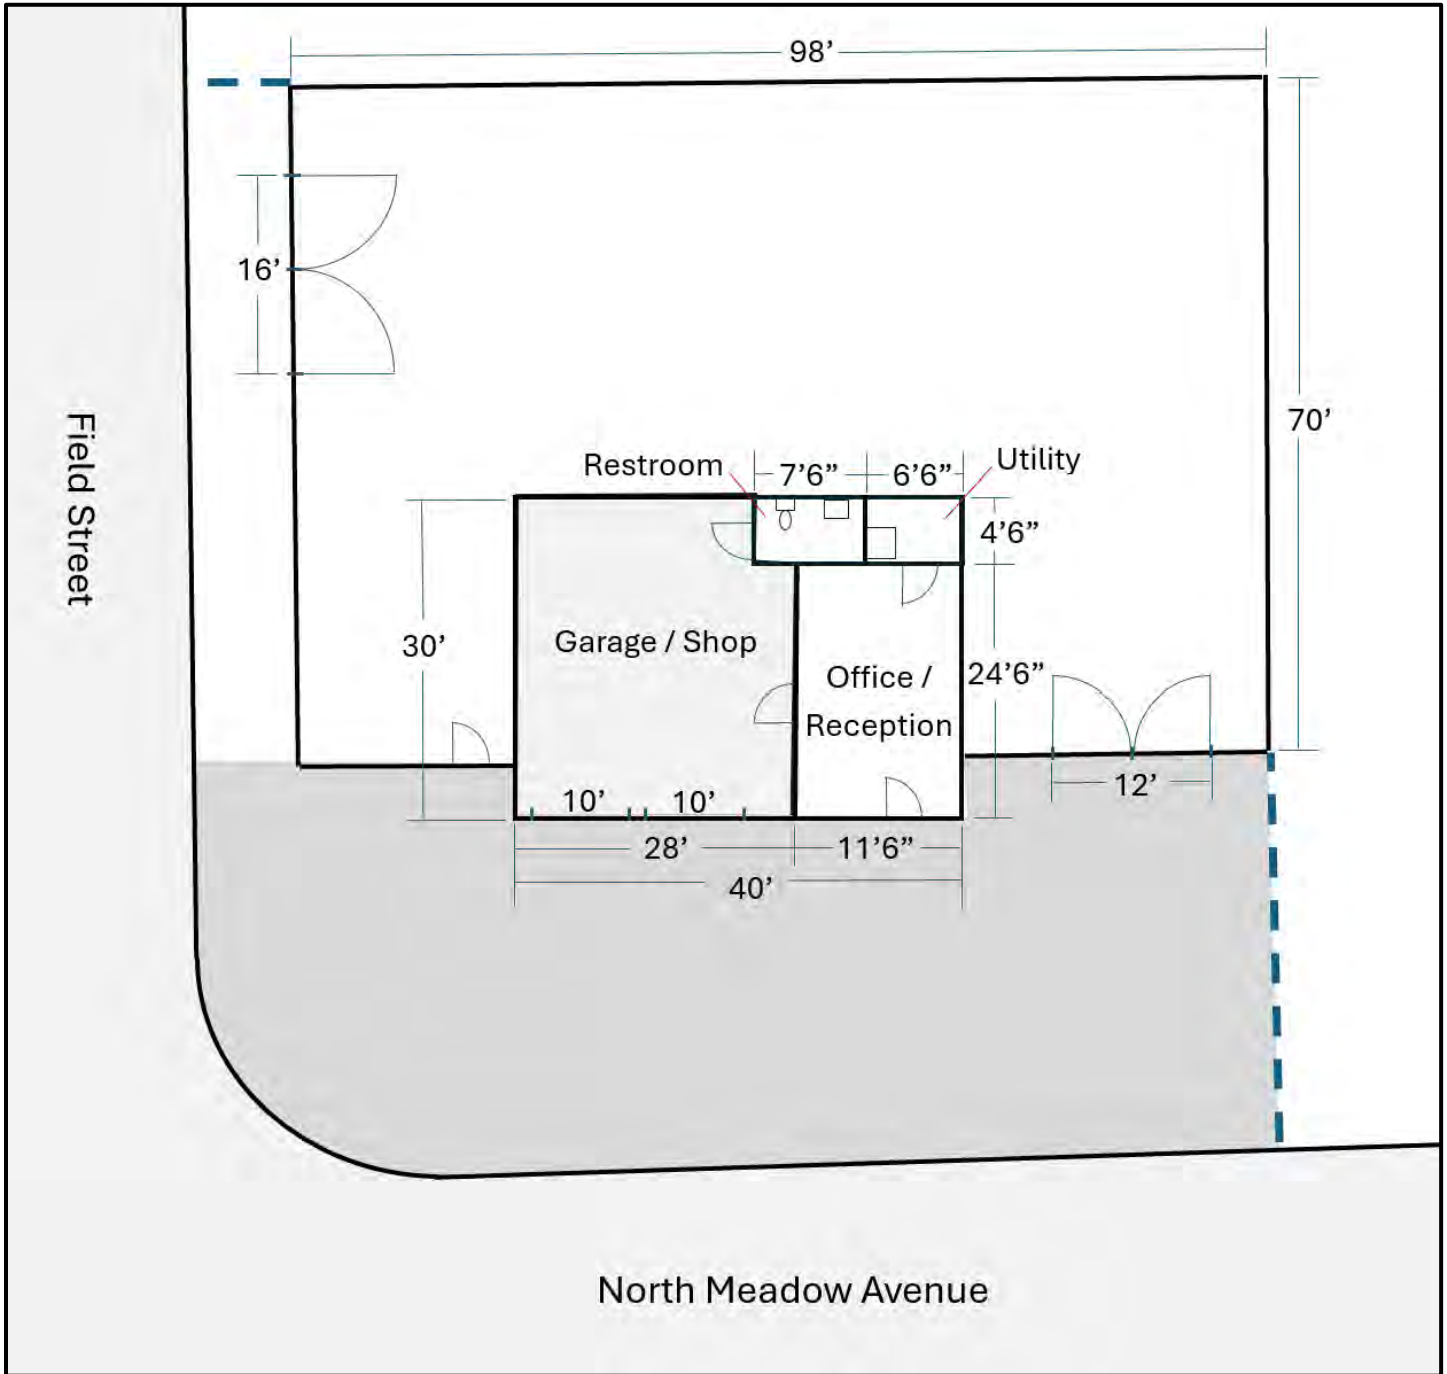 98’
16’
70’
Field Street
Restroom
7’6”
6’6”
Utility
4’6”
30’
Garage / Shop
Office /
Reception
24’6”
10’
10’
12’
28’
11’6”
40’
North Meadow Avenue